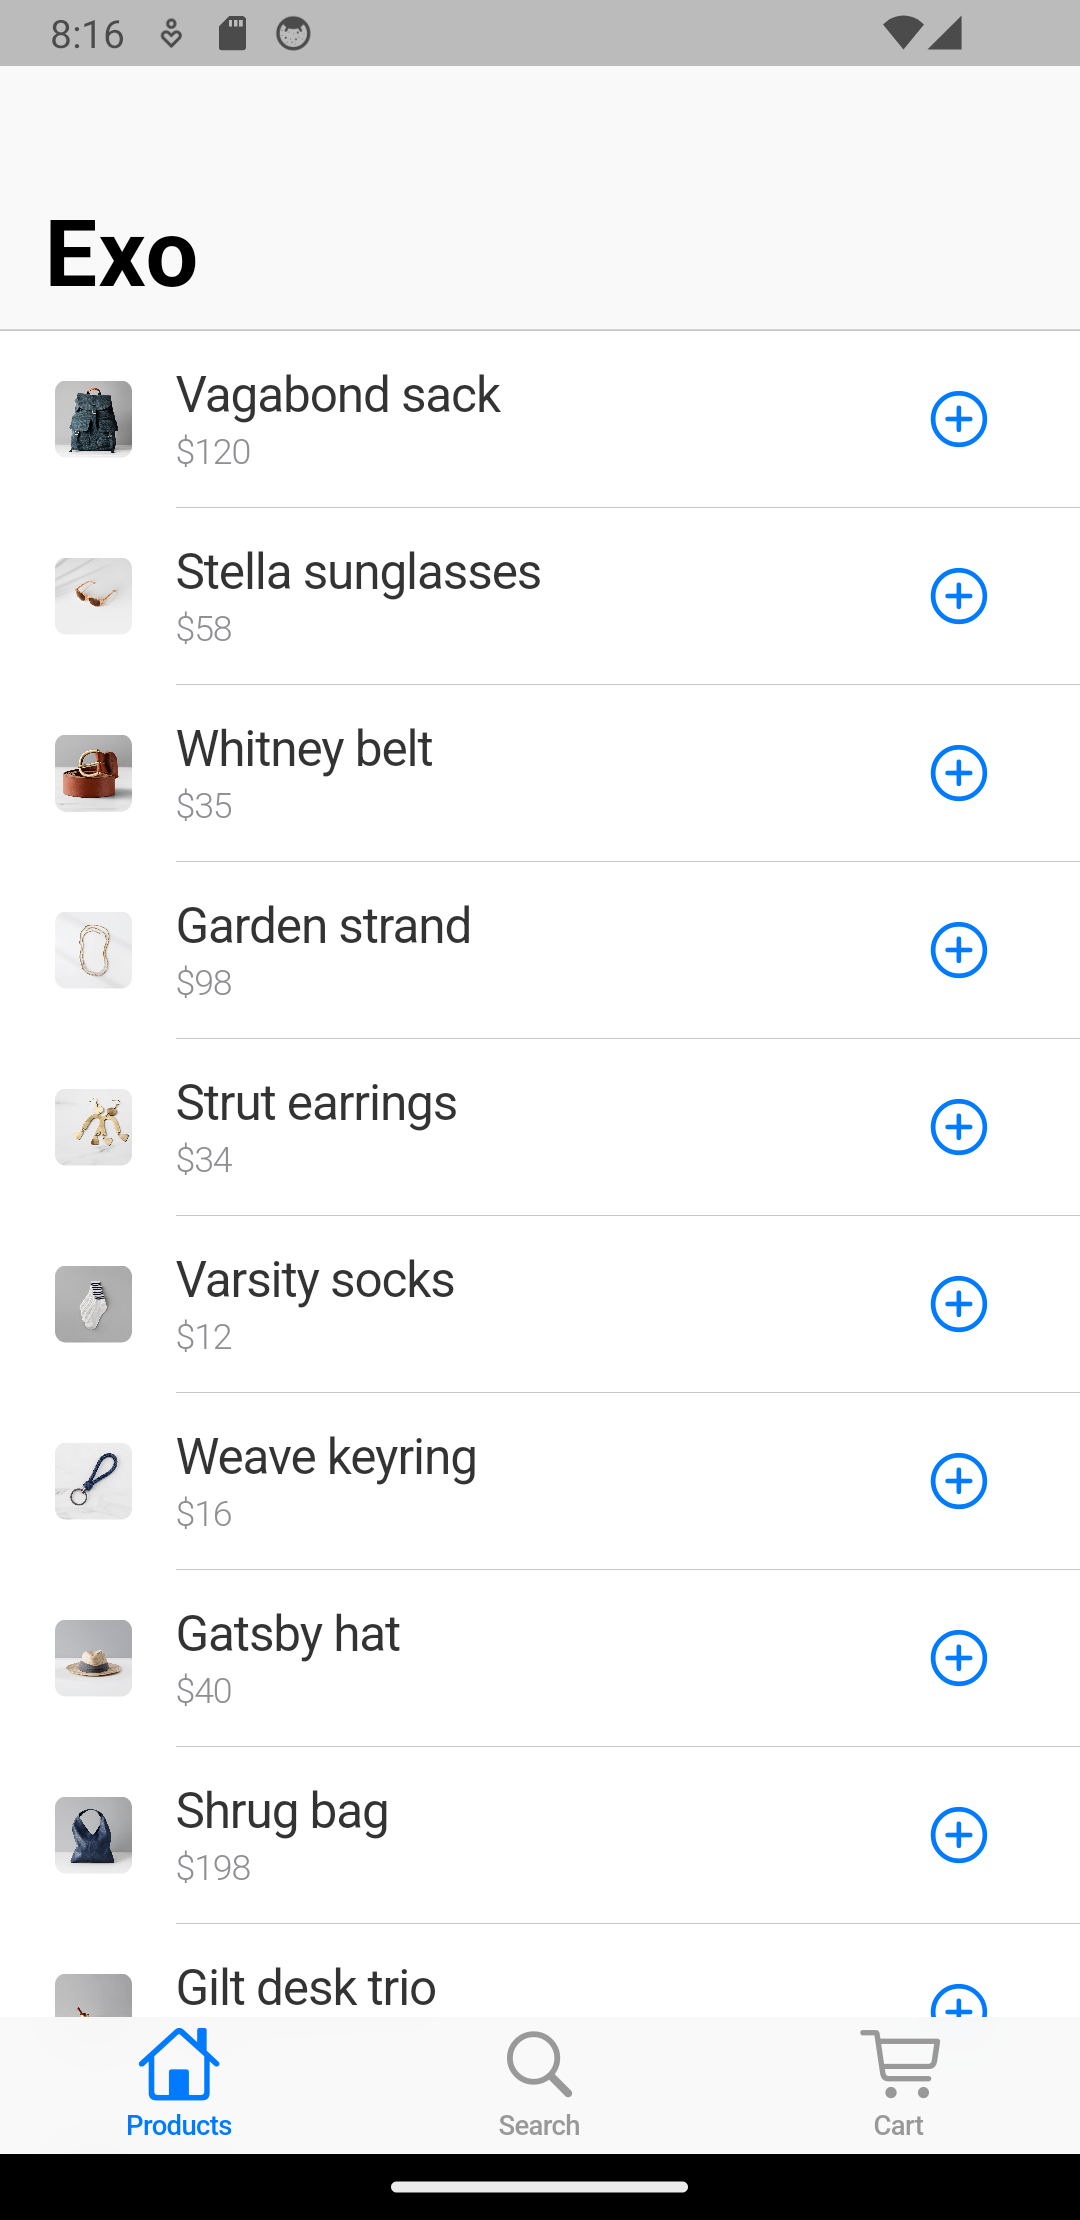 8:16
Exo
Vagabond sack
$120
Stella sunglasses
$58
Whitney belt
$35
Garden strand
$98
Strut earrings
$34
Varsity socks
$12
Weave keyring
$16
Gatsby hat
$40
Shrug bag
$198
Gilt desk trio
Products
Search
Cart